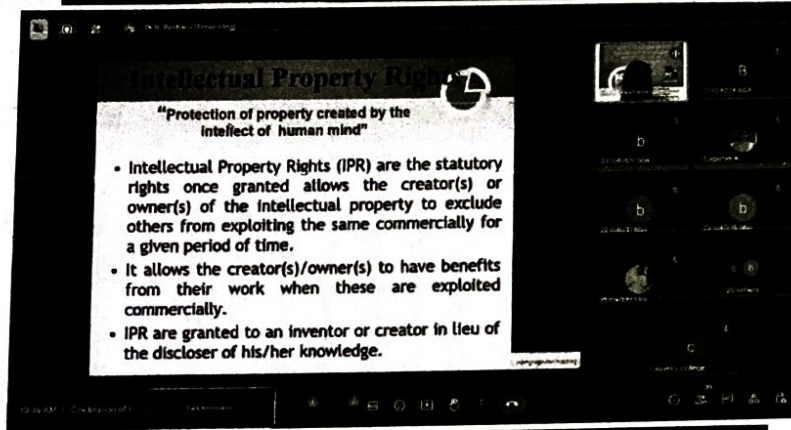 Intellectual Property Rights
“Protection of property created by the
intellect of human mind”
• Intellectual Property Rights (IPR) are the statutory
rights once granted allows the creator(s) or
owner(s) of the intellectual property to exclude
others from exploiting the same commercially for
a given period of time.
• It allows the creator(s)/owner(s) to have benefits
from their work when these are exploited
commercially.
• IPR are granted to an inventor or creator in lieu of
the discloser of his/her knowledge.
B
b
b
b
C